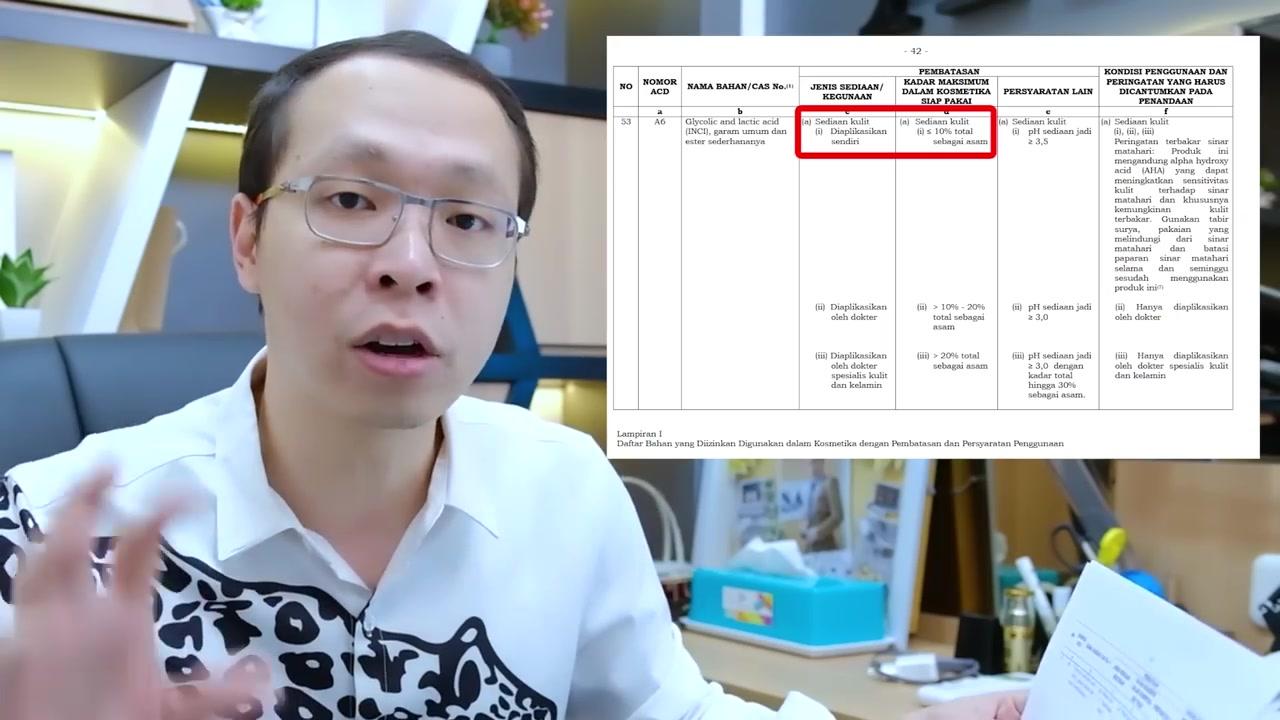 - 42 -
PEMBATASAN
NO
NOMOR
ACD
NAMA BAHAN/CAS No.(1)
JENIS SEDIAAN/
KEGUNAAN
KADAR MAKSIMUM
DALAM KOSMETIKA
SIAP PAKAI
PERSYARATAN LAIN
KONDISI PENGGUNAAN DAN
PERINGATAN YANG HARUS
DICANTUMKAN PADA
PENANDAAN
a
b
c
d
e
f
53
A6
Glycolic and lactic acid
(INCI), garam umum dan
ester sederhananya
(a) Sediaan kulit
(i) Diaplikasikan
sendiri
(a) Sediaan kulit
(i) ≤ 10% total
sebagai asam
(a) Sediaan kulit
(i) pH sediaan jadi
≥ 3,5
(a) Sediaan kulit
(i), (ii), (iii)
Peringatan terbakar sinar
matahari: Produk ini
mengandung alpha hydroxy
acid (AHA) yang dapat
meningkatkan sensitivitas
kulit terhadap sinar
matahari dan khususnya
kemungkinan kulit
terbakar. Gunakan tabir
surya, pakaian yang
melindungi dari sinar
matahari dan batasi
paparan sinar matahari
selama dan seminggu
sesudah menggunakan
produk ini(7)
(ii) Diaplikasikan
oleh dokter
(ii) > 10% - 20%
total sebagai
asam
(ii) pH sediaan jadi
≥ 3,0
(ii) Hanya diaplikasikan
oleh dokter
(iii) Diaplikasikan
oleh dokter
spesialis kulit
dan kelamin
(iii) > 20% total
sebagai asam
(iii) pH sediaan jadi
≥ 3,0 dengan
kadar total
hingga 30%
sebagai asam.
(iii) Hanya diaplikasikan
oleh dokter spesialis kulit
dan kelamin
Lampiran I
Daftar Bahan yang Diizinkan Digunakan dalam Kosmetika dengan Pembatasan dan Persyaratan Penggunaan